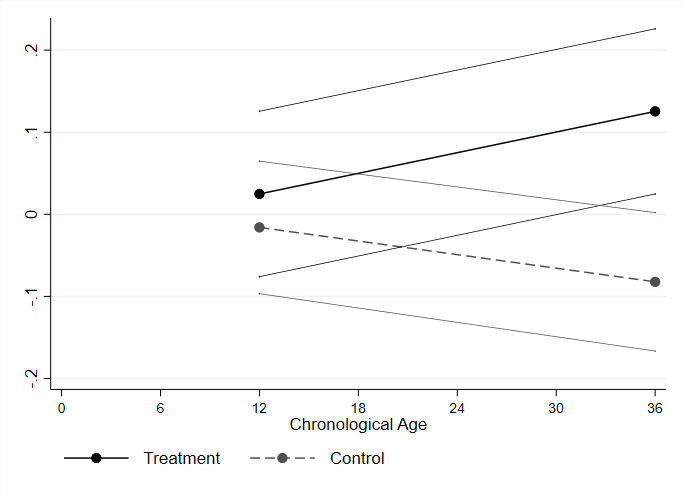 .2
.1
0
-.1
-.2
0 6 12 18 24 30 36
Chronological Age
Treatment Control